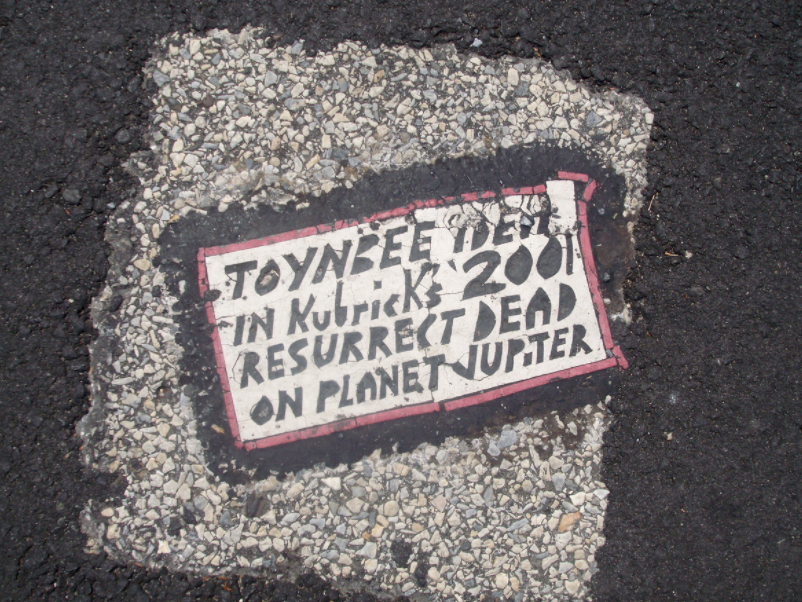 TOYNBEE IDEA
IN KubricK's '2001
RESURRECT DEAD
ON PLANET JUPiTER